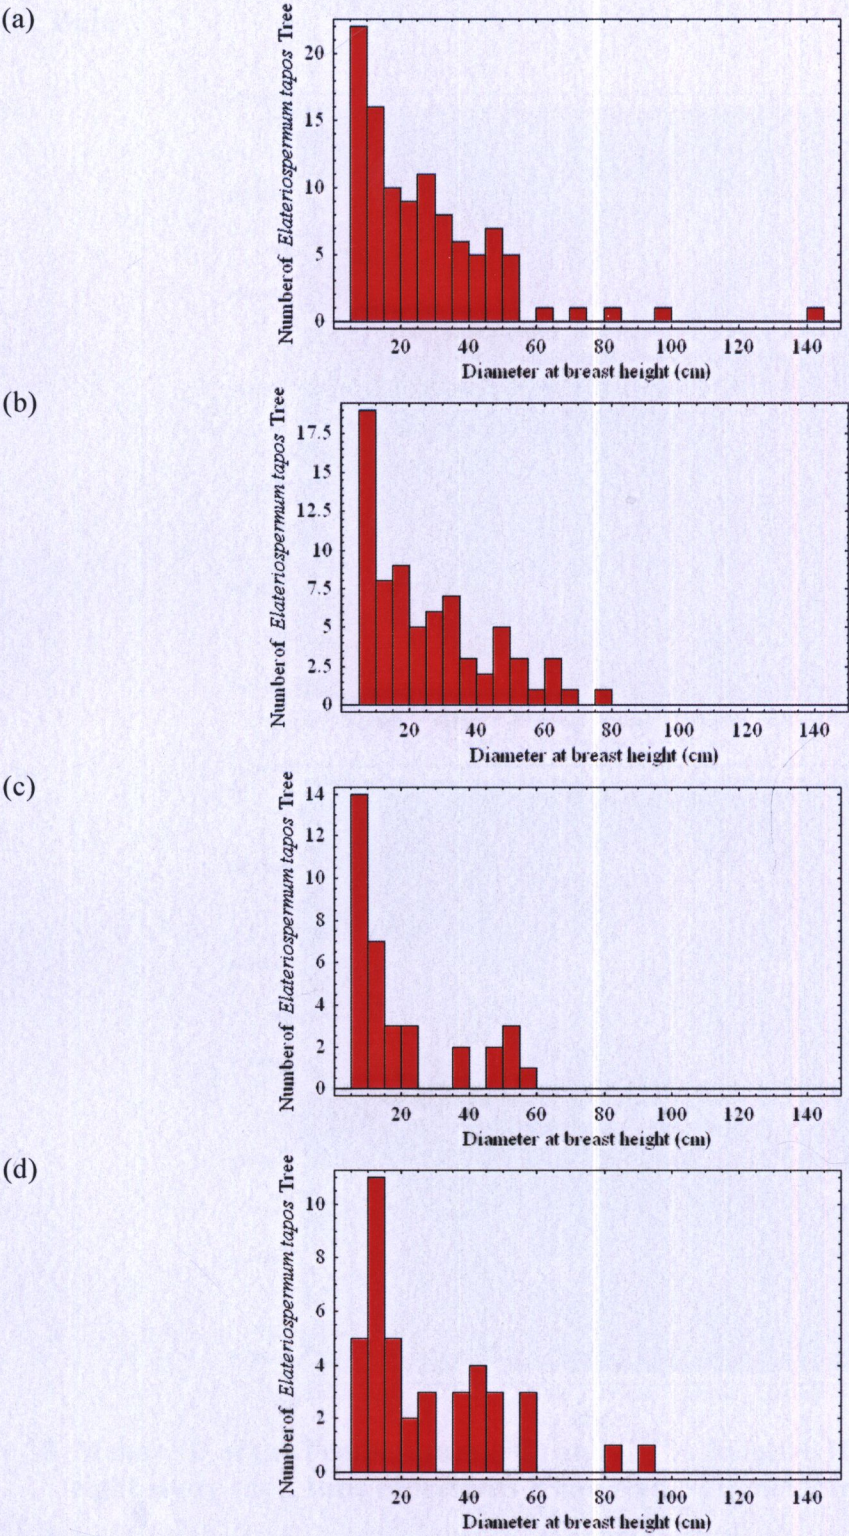 (a)
Number of Elateriospermum tapos Tree
20
15
10
5
0
20 40 60 80 100 120 140
Diameter at breast height (cm)
(b)
Number of Elateriospermum tapos Tree
17.5
15
12.5
10
7.5
5
2.5
0
20 40 60 80 100 120 140
Diameter at breast height (cm)
(c)
Number of Elateriospermum tapos Tree
14
12
10
8
6
4
2
0
20 40 60 80 100 120 140
Diameter at breast height (cm)
(d)
Number of Elateriospermum tapos Tree
10
8
6
4
2
0
20 40 60 80 100 120 140
Diameter at breast height (cm)